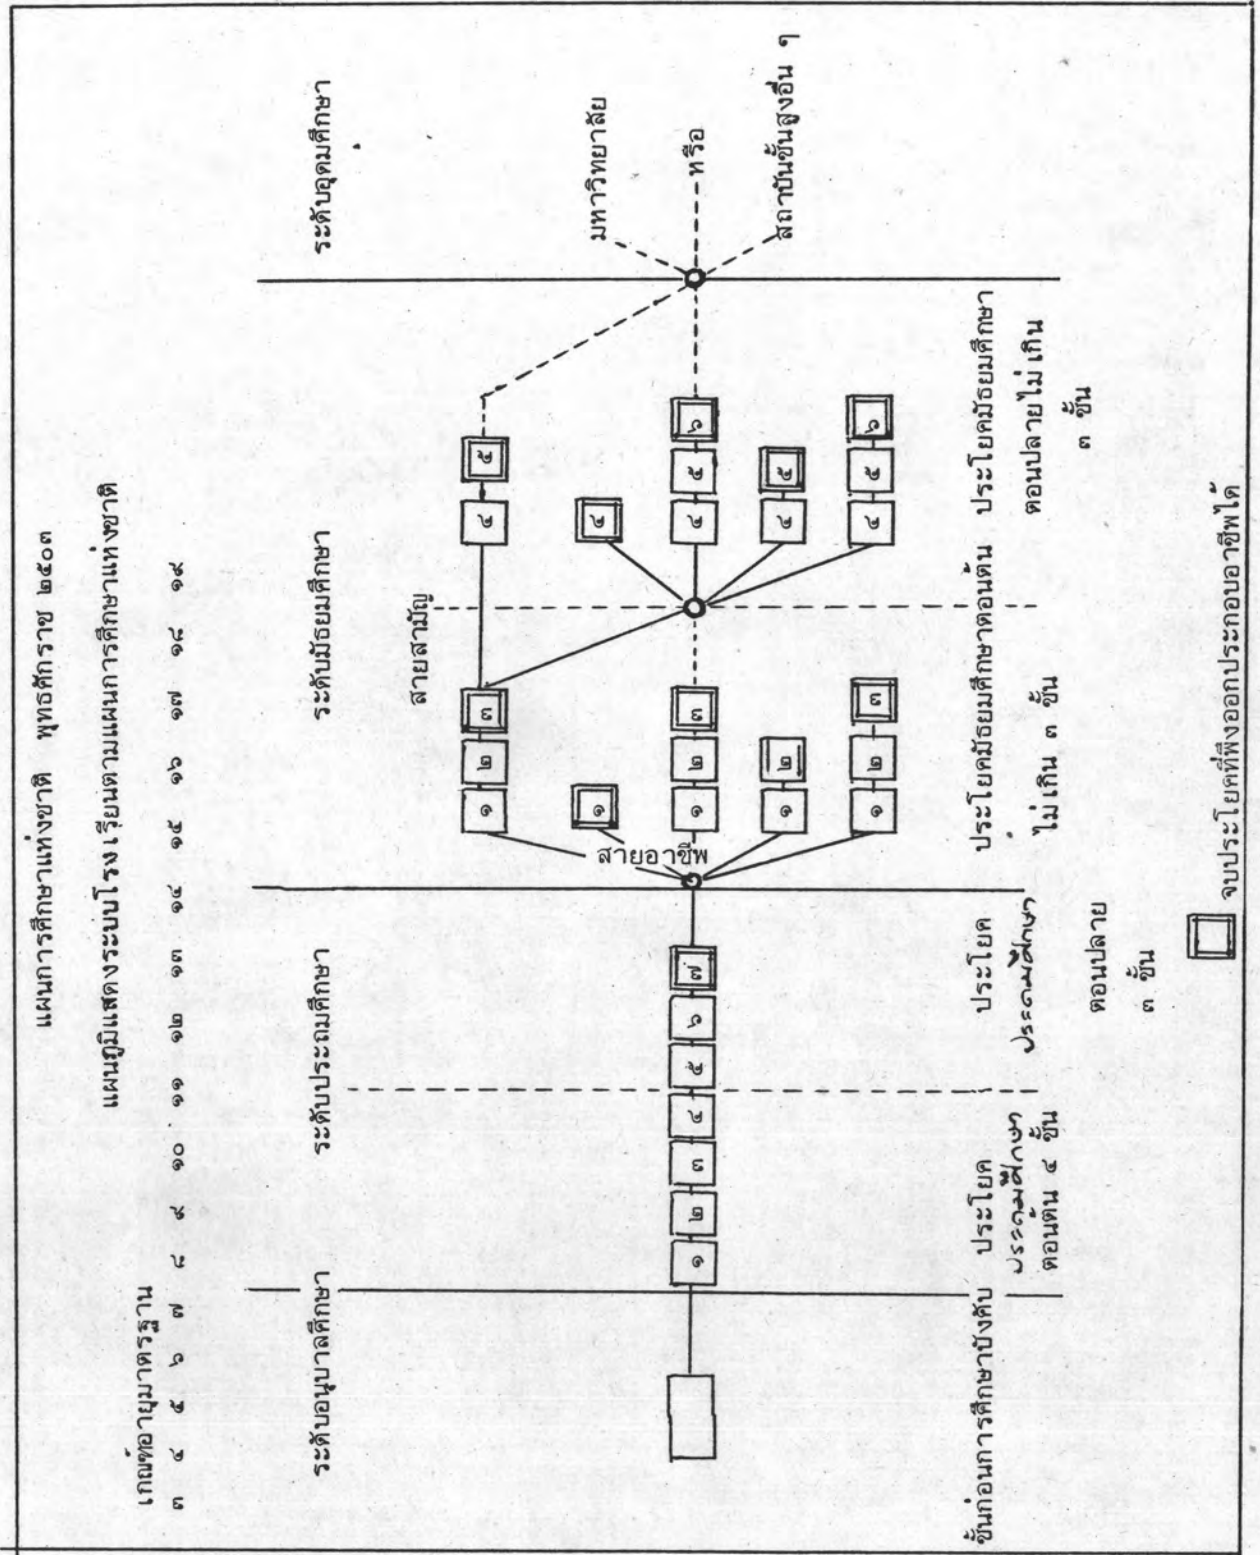 แผนการศึกษาแห่งชาติ พุทธศักราช ๒๕๐๓
แผนภูมิแสดงระบบโรงเรียนตามแผนการศึกษาแห่งชาติ
เกณฑ์อายุมาตรฐาน
๓ ๔ ๕ ๖ ๗ ๘ ๙ ๑๐ ๑๑ ๑๒ ๑๓ ๑๔ ๑๕ ๑๖ ๑๗ ๑๘ ๑๙
ระดับอนุบาลศึกษา ระดับประถมศึกษา ระดับมัธยมศึกษา ระดับอุดมศึกษา
สายสามัญ
๑ ๒ ๓ ๔ ๕
๑ ๔
สายอาชีพ
มหาวิทยาลัย
๑ ๒ ๓ ๔ ๕ ๖ ๗ ๑ ๒ ๓ ๔ ๕ ๖
หรือ
๑ ๒ ๔ ๕
สถาบันชั้นสูงอื่น ๆ
๑ ๒ ๓ ๔ ๕ ๖
ชั้นก่อนการศึกษาบังคับ
ประโยค
ประถมศึกษา
ตอนต้น ๔ ชั้น
ประโยค
ประถมศึกษา
ตอนปลาย
๓ ชั้น
ประโยคมัธยมศึกษาตอนต้น
ไม่เกิน ๓ ชั้น
ประโยคมัธยมศึกษา
ตอนปลายไม่เกิน
๓ ชั้น
จบประโยคที่พึงออกประกอบอาชีพได้